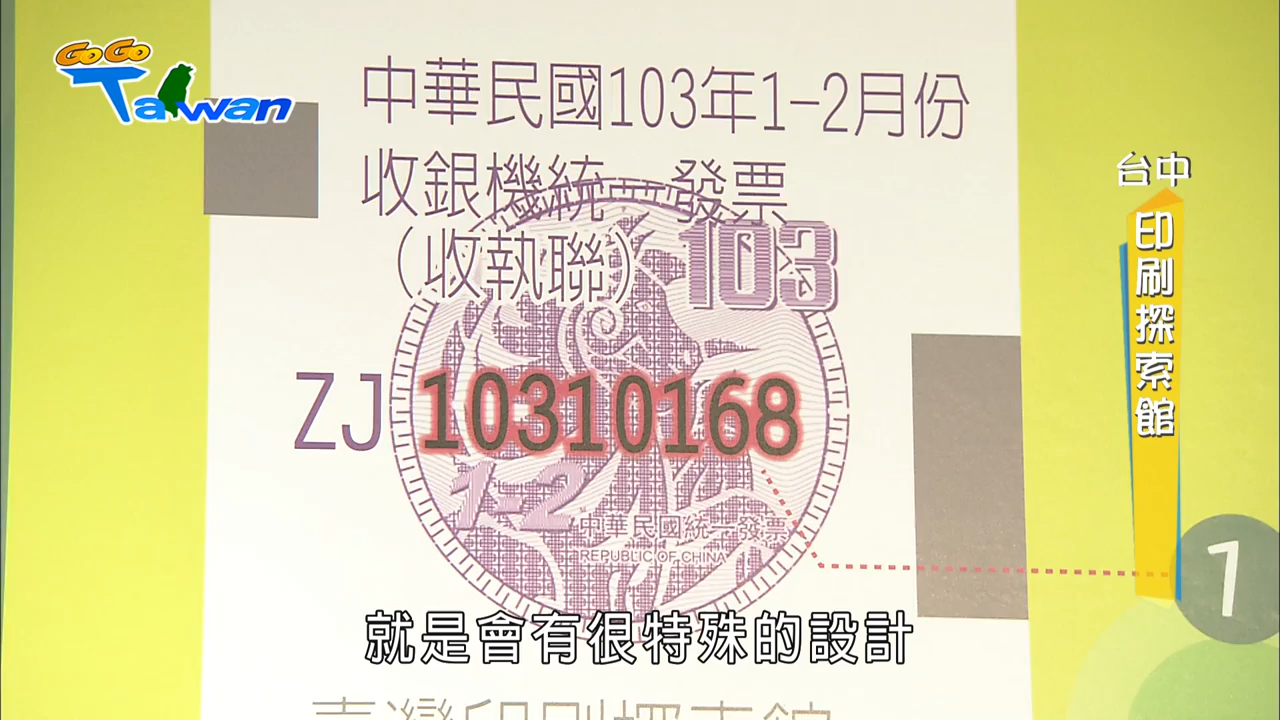 GoGo
Taiwan
中華民國103年1-2月份
收銀機統一發票
(收執聯)
103
ZJ 10310168
1-2
中華民國統一發票
REPUBLIC OF CHINA
1
台中
印刷探索館
就是會有很特殊的設計